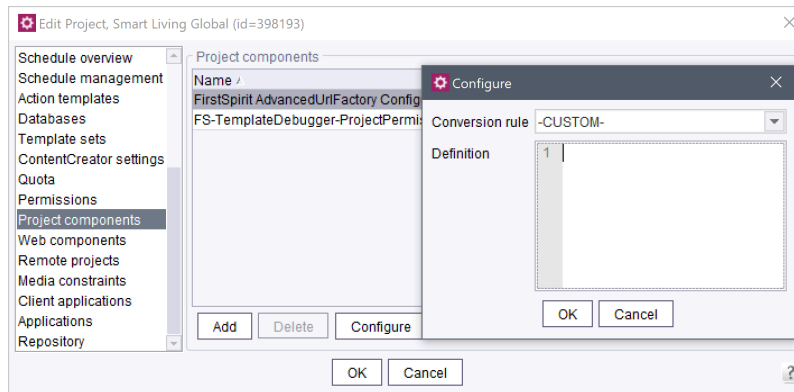 Edit Project, Smart Living Global (id=398193)
Schedule overview
Schedule management
Action templates
Databases
Template sets
ContentCreator settings
Quota
Permissions
Project components
Web components
Remote projects
Media constraints
Client applications
Applications
Repository
Project components
Name
FirstSpirit AdvancedUrlFactory Config
FS-TemplateDebugger-ProjectPermis
Add Delete Configure
Configure
Conversion rule -CUSTOM-
Definition 1
OK Cancel
OK Cancel
?